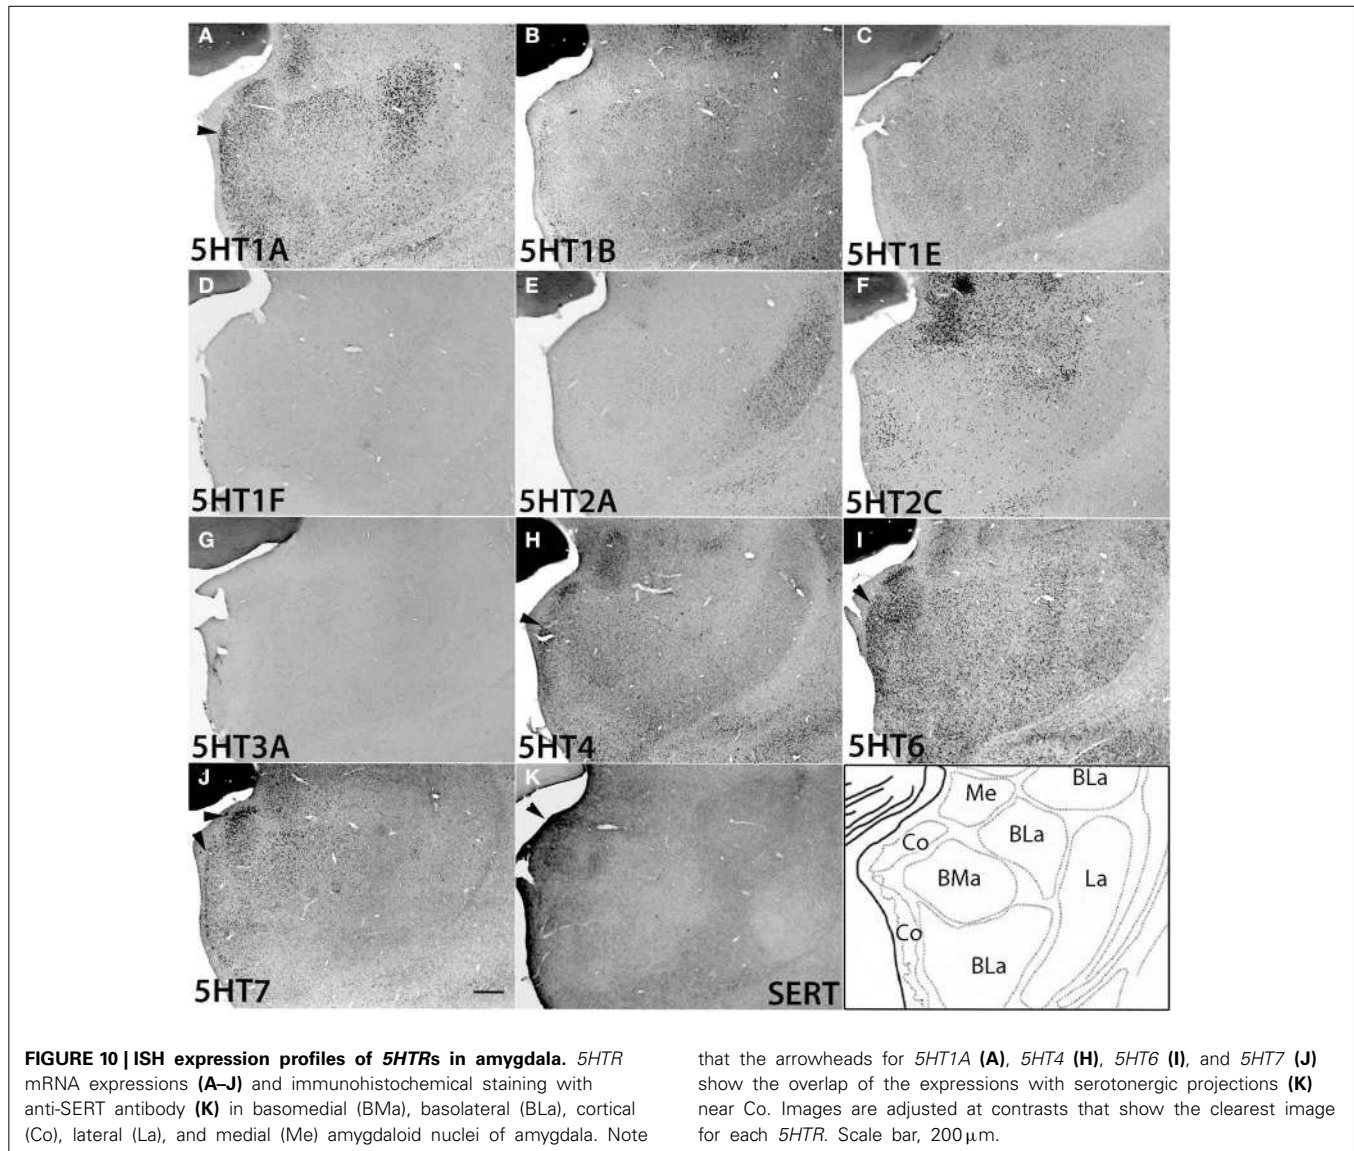 A
B
C
5HT1A
5HT1B
5HT1E
D
E
F
5HT1F
5HT2A
5HT2C
G
H
I
5HT3A
5HT4
5HT6
J
K
5HT7
SERT
Me
BLa
Co
BLa
BMa
La
Co
BLa
FIGURE 10 | ISH expression profiles of 5HTRs in amygdala. 5HTR
mRNA expressions (A–J) and immunohistochemical staining with
anti-SERT antibody (K) in basomedial (BMa), basolateral (BLa), cortical
(Co), lateral (La), and medial (Me) amygdaloid nuclei of amygdala. Note
that the arrowheads for 5HT1A (A), 5HT4 (H), 5HT6 (I), and 5HT7 (J)
show the overlap of the expressions with serotonergic projections (K)
near Co. Images are adjusted at contrasts that show the clearest image
for each 5HTR. Scale bar, 200 μm.